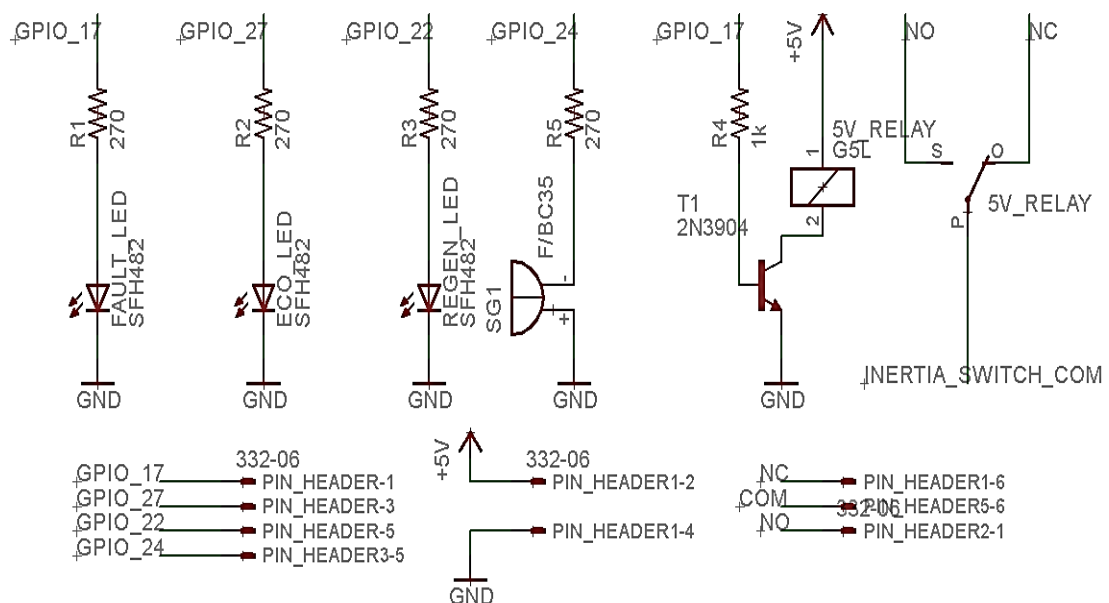 GPIO_17
GPIO_27
GPIO_22
GPIO_24
GPIO_17
+5V
NO
NC
R1
270
R2
270
R3
270
R5
270
R4
1k
5V_RELAY
G5L
1
2
S
O
P
5V_RELAY
T1
2N3904
FAULT_LED
SFH482
ECO_LED
SFH482
REGEN_LED
SFH482
F/BC35
SG1
-
+
GND
GND
GND
GND
GND
INERTIA_SWITCH_COM
GPIO_17
332-06
PIN_HEADER-1
GPIO_27
PIN_HEADER-3
GPIO_22
PIN_HEADER-5
GPIO_24
PIN_HEADER3-5
+5V
332-06
PIN_HEADER1-2
PIN_HEADER1-4
GND
NC
PIN_HEADER1-6
COM
332-06
PIN_HEADER5-6
NO
PIN_HEADER2-1